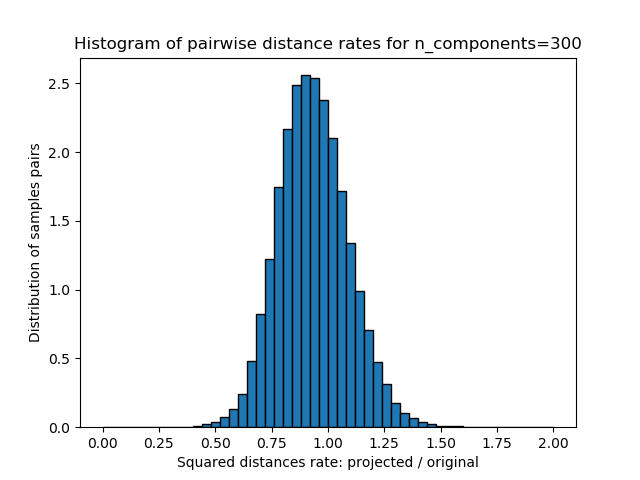 Histogram of pairwise distance rates for n_components=300
2.5
2.0
1.5
1.0
0.5
0.0
Distribution of samples pairs
0.00 0.25 0.50 0.75 1.00 1.25 1.50 1.75 2.00
Squared distances rate: projected / original